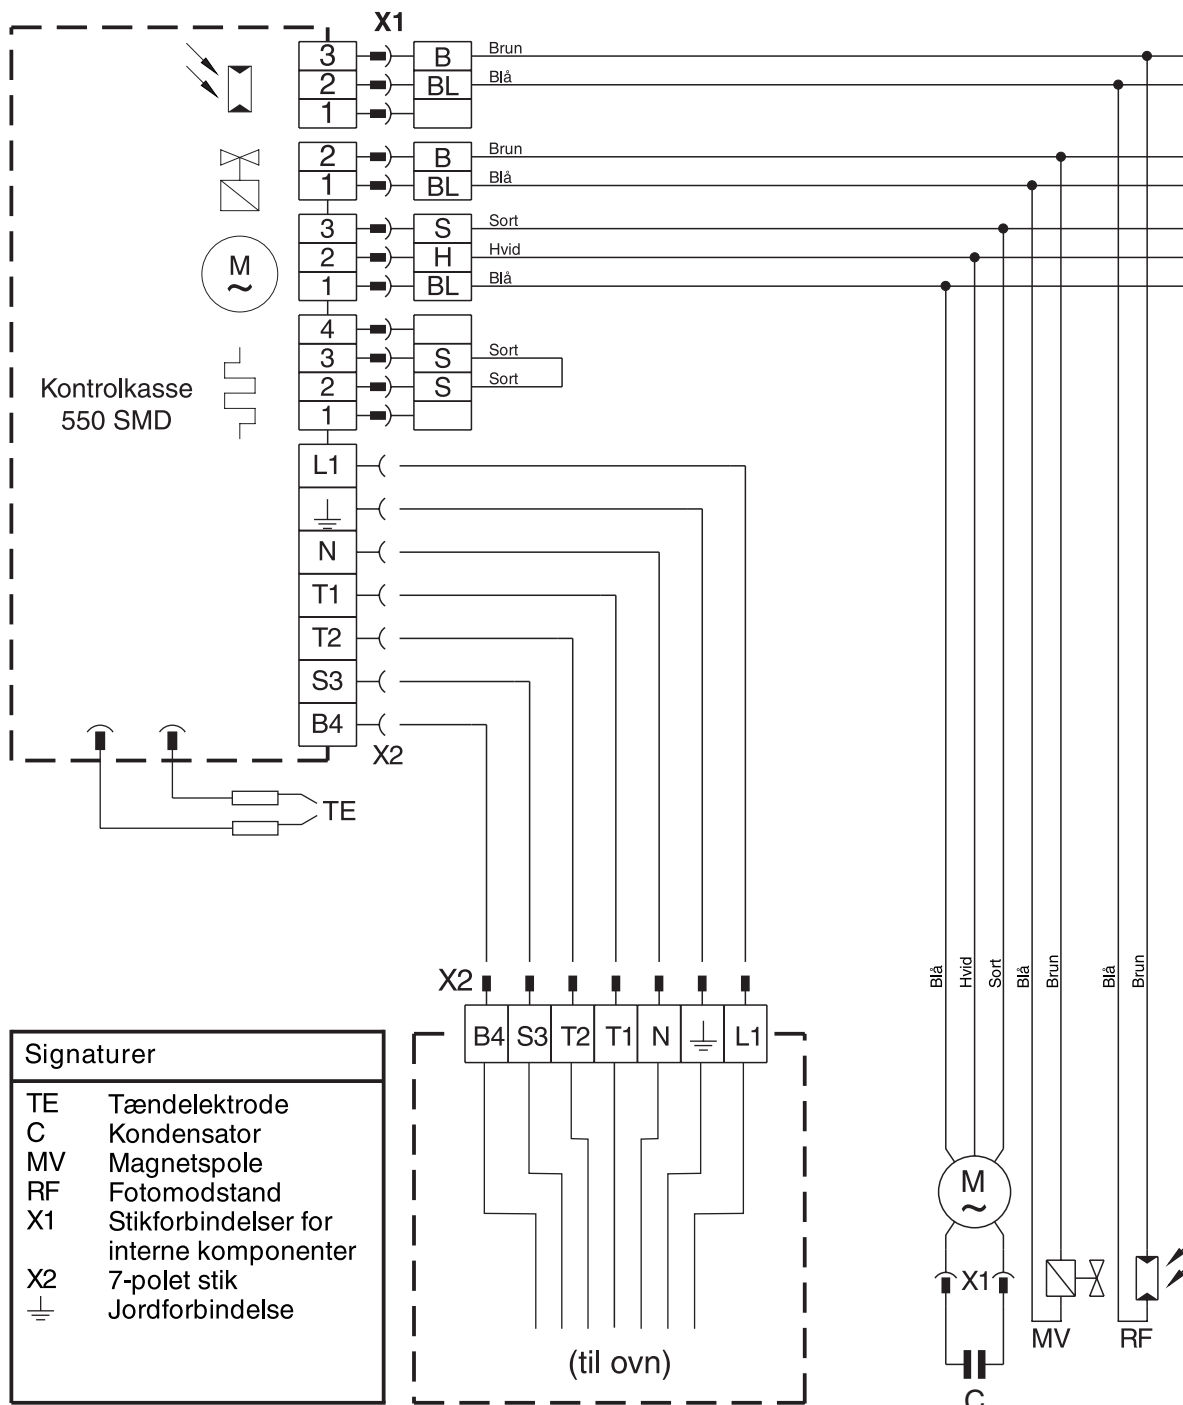 X1
3 B Brun
2 BL Blå
1
2 B Brun
1 BL Blå
3 S Sort
2 H Hvid
1 BL Blå
M
~
4
3 S Sort
2 S Sort
1
Kontrolkasse
550 SMD
L1
N
T1
T2
S3
B4
X2
TE
Blå Hvid Sort Blå Brun Blå Brun
X2
B4 S3 T2 T1 N L1
(til ovn)
M
~
X1
MV
RF
C
Signaturer
TE Tændelektrode
C Kondensator
MV Magnetspole
RF Fotomodstand
X1 Stikforbindelser for
interne komponenter
X2 7-polet stik
Jordforbindelse